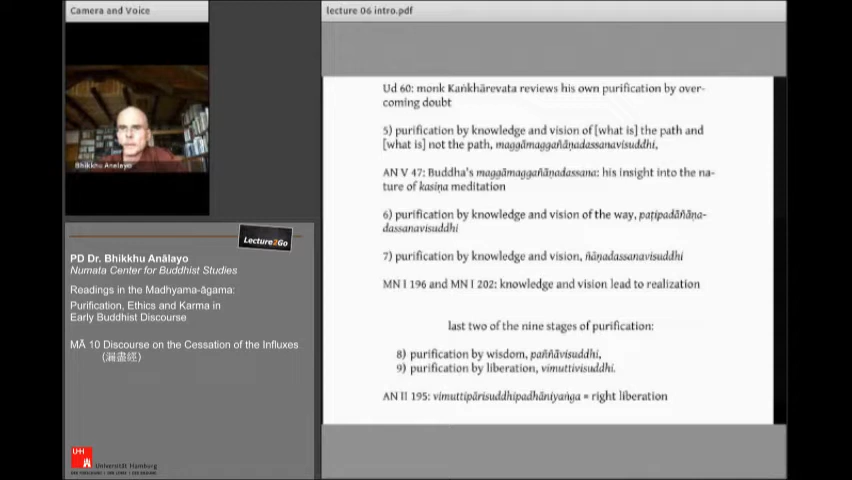 Camera and Voice
Bhikkhu Anālayo
Lecture2Go
PD Dr. Bhikkhu Anālayo
Numata Center for Buddhist Studies
Readings in the Madhyama-āgama:
Purification, Ethics and Karma in
Early Buddhist Discourse
MĀ 10 Discourse on the Cessation of the Influxes
(漏盡經)
UH
Universität Hamburg
DER FORSCHUNG | DER LEHRE | DER BILDUNG
lecture 06 intro.pdf
Ud 60: monk Kaṅkhārevata reviews his own purification by over-
coming doubt
5) purification by knowledge and vision of [what is] the path and
[what is] not the path, maggāmaggañāṇadassanavisuddhi,
AN V 47: Buddha's maggāmaggañāṇadassana: his insight into the na-
ture of kasiṇa meditation
6) purification by knowledge and vision of the way, paṭipadāñāṇa-
dassanavisuddhi
7) purification by knowledge and vision, ñāṇadassanavisuddhi
MN I 196 and MN I 202: knowledge and vision lead to realization
last two of the nine stages of purification:
8) purification by wisdom, paññāvisuddhi,
9) purification by liberation, vimuttivisuddhi.
AN II 195: vimuttipārisuddhipadhāniyaṅga = right liberation